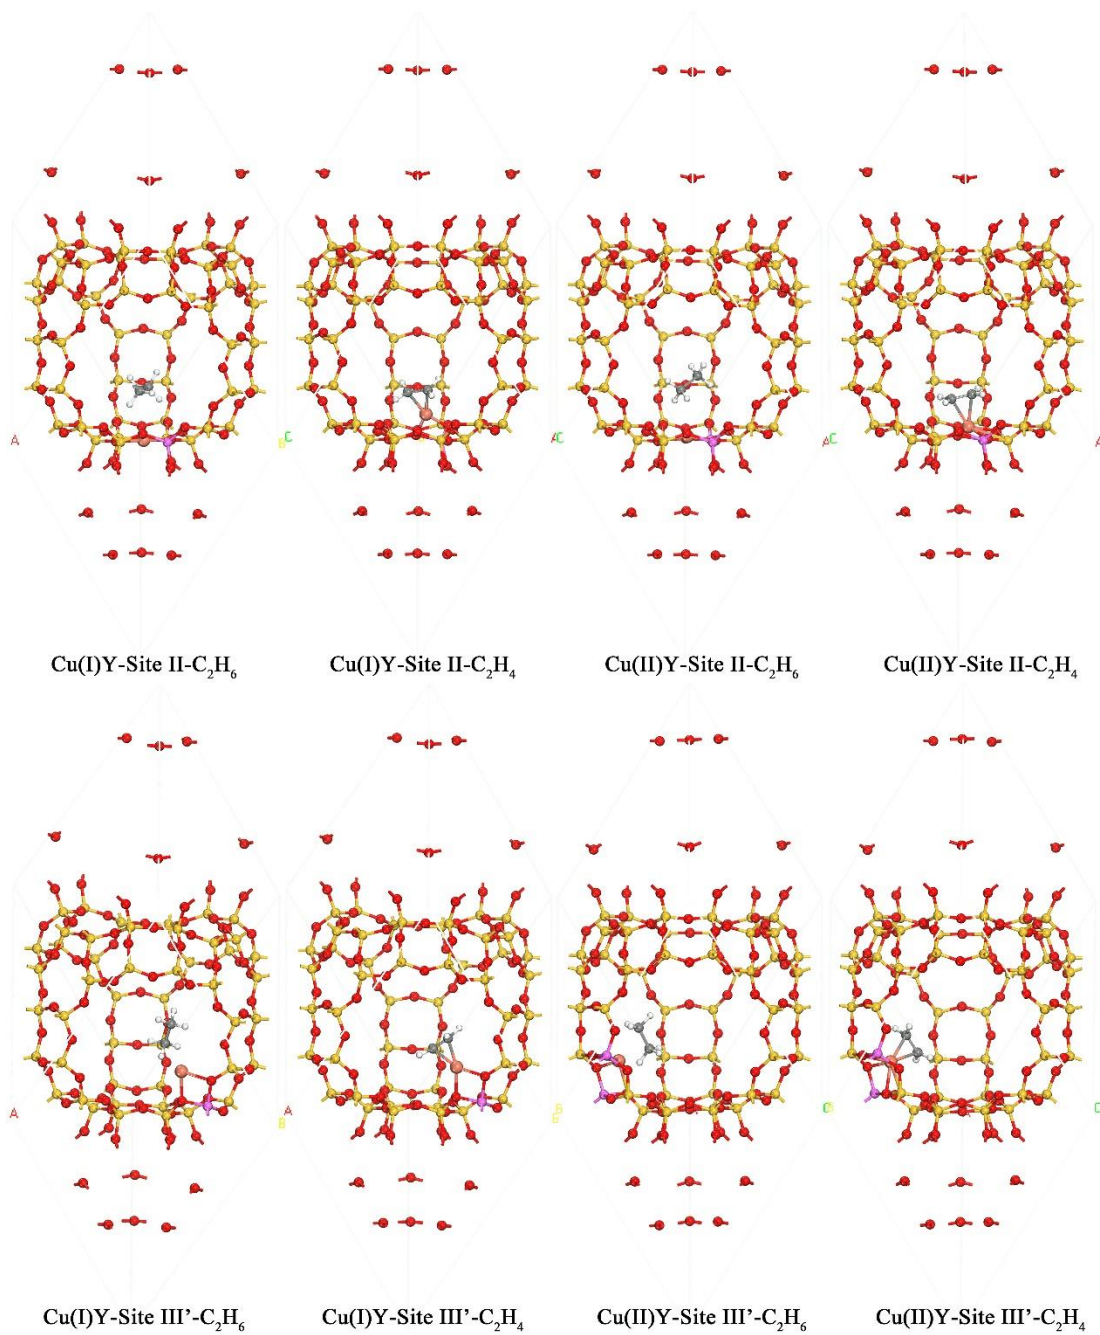 A B C A C A C A
Cu(I)Y-Site II-C₂H₆ Cu(I)Y-Site II-C₂H₄ Cu(II)Y-Site II-C₂H₆ Cu(II)Y-Site II-C₂H₄
A B A B B C B C
Cu(I)Y-Site III’-C₂H₆ Cu(I)Y-Site III’-C₂H₄ Cu(II)Y-Site III’-C₂H₆ Cu(II)Y-Site III’-C₂H₄